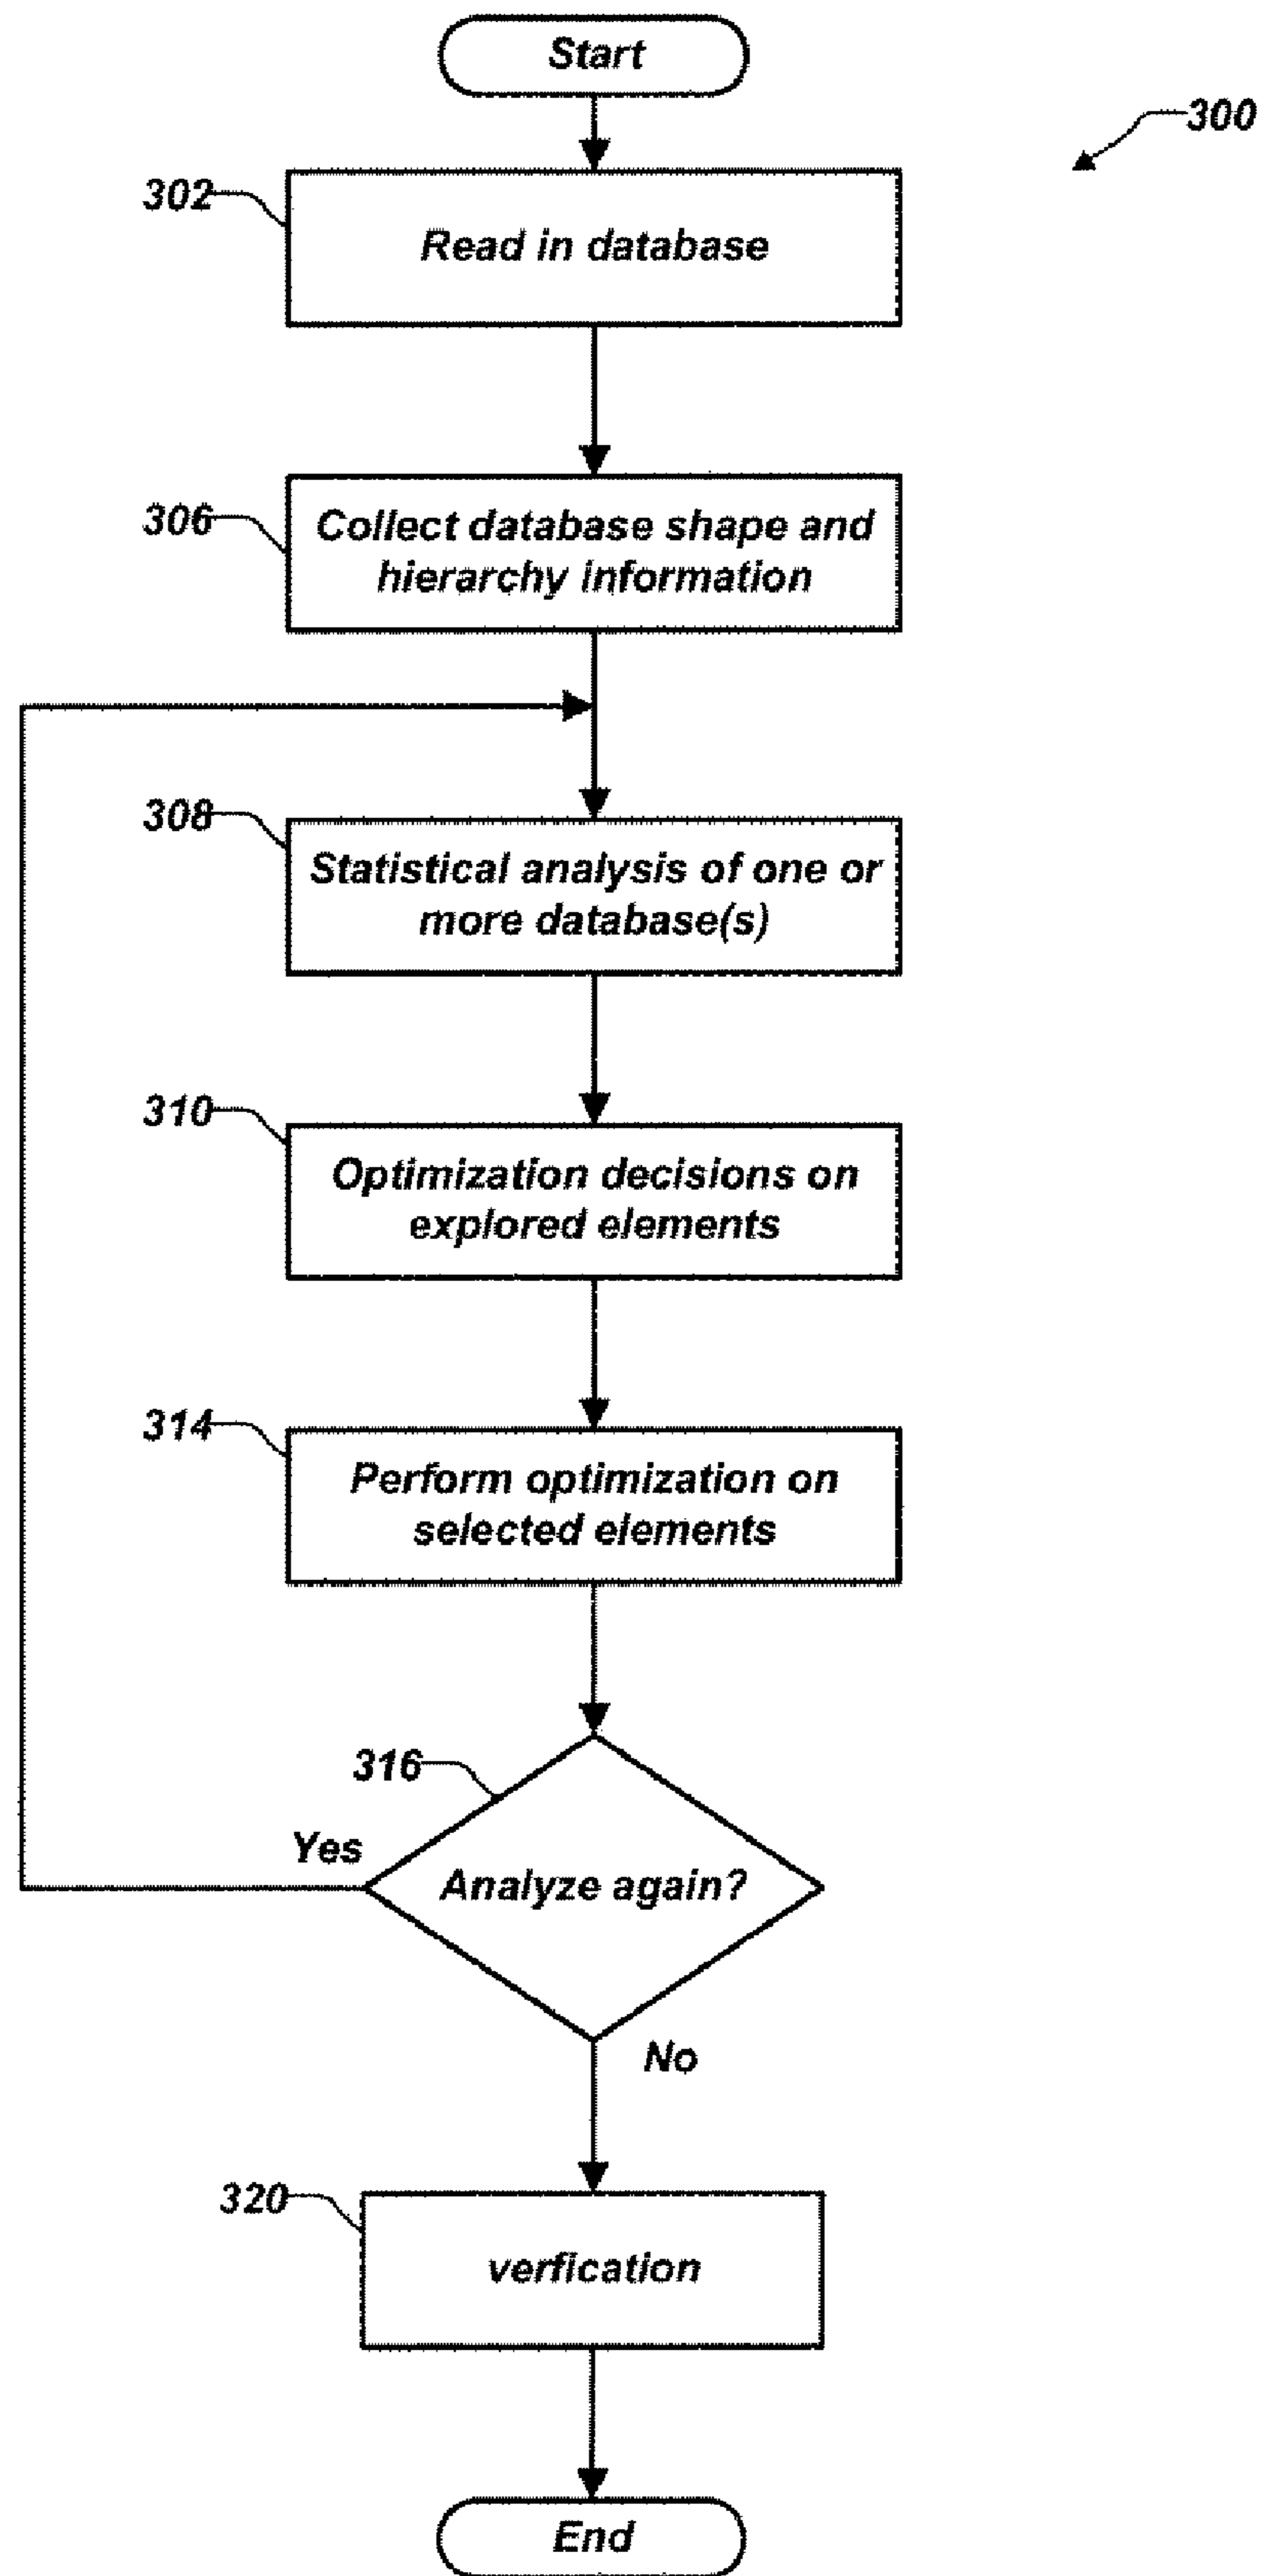 Start
300
302
Read in database
306
Collect database shape and
hierarchy information
308
Statistical analysis of one or
more database(s)
310
Optimization decisions on
explored elements
314
Perform optimization on
selected elements
316
Yes
Analyze again?
No
320
verfication
End